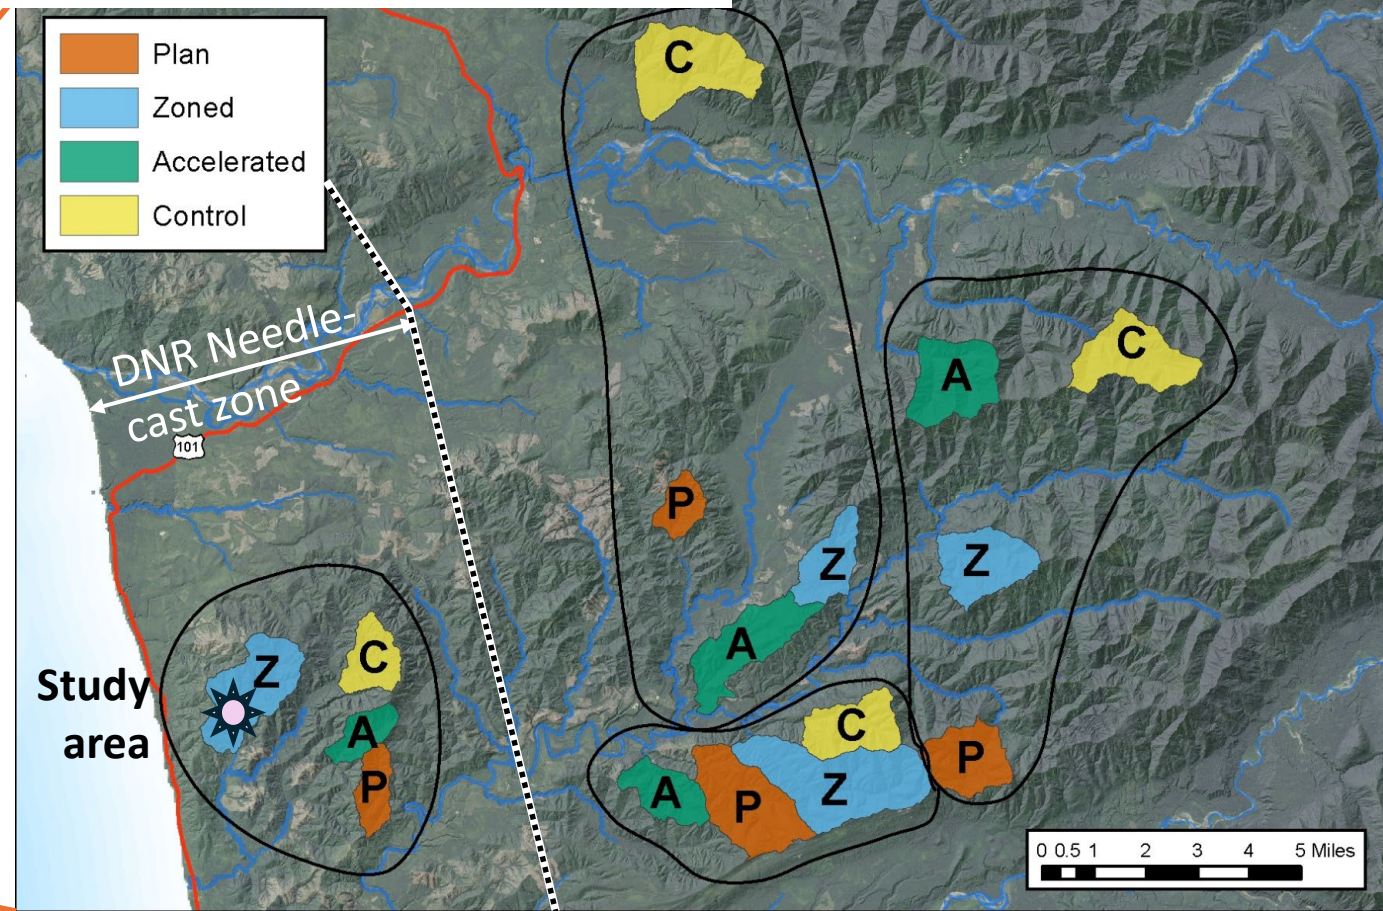 Plan
Zoned
Accelerated
Control
C
DNR Needle-
cast zone
101
A
C
P
Z
Z
A
Study
area
Z
C
A
P
C
A
P
Z
P
0 0.5 1 2 3 4 5 Miles